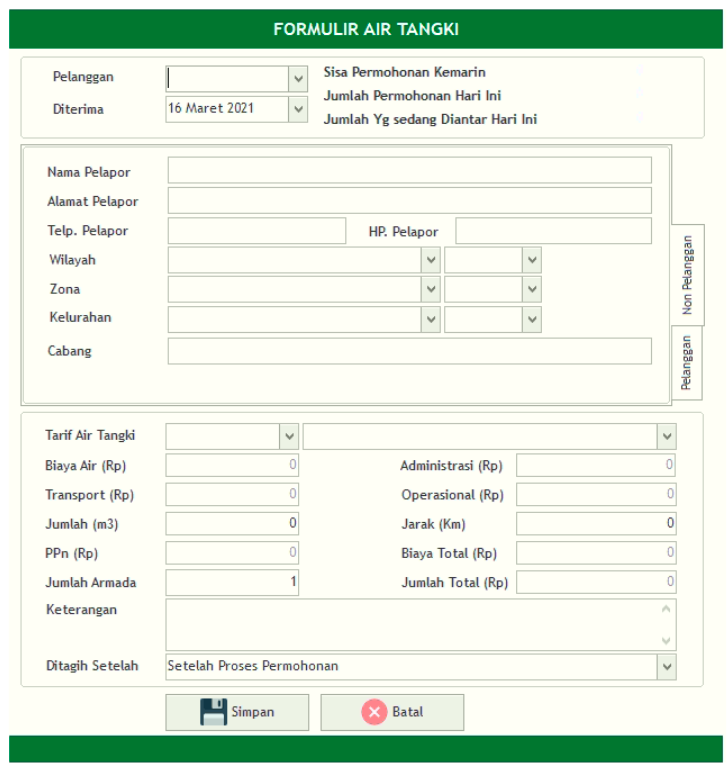 FORMULIR AIR TANGKI
Pelanggan
Sisa Permohonan Kemarin
Jumlah Permohonan Hari Ini
Diterima 16 Maret 2021
Jumlah Yg sedang Diantar Hari Ini
Nama Pelapor
Alamat Pelapor
Telp. Pelapor HP. Pelapor
Wilayah
Zona
Kelurahan
Cabang
Non Pelanggan
Pelanggan
Tarif Air Tangki
Biaya Air (Rp) 0 Administrasi (Rp) 0
Transport (Rp) 0 Operasional (Rp) 0
Jumlah (m3) 0 Jarak (Km) 0
PPn (Rp) 0 Biaya Total (Rp) 0
Jumlah Armada 1 Jumlah Total (Rp) 0
Keterangan
Ditagih Setelah Setelah Proses Permohonan
Simpan Batal